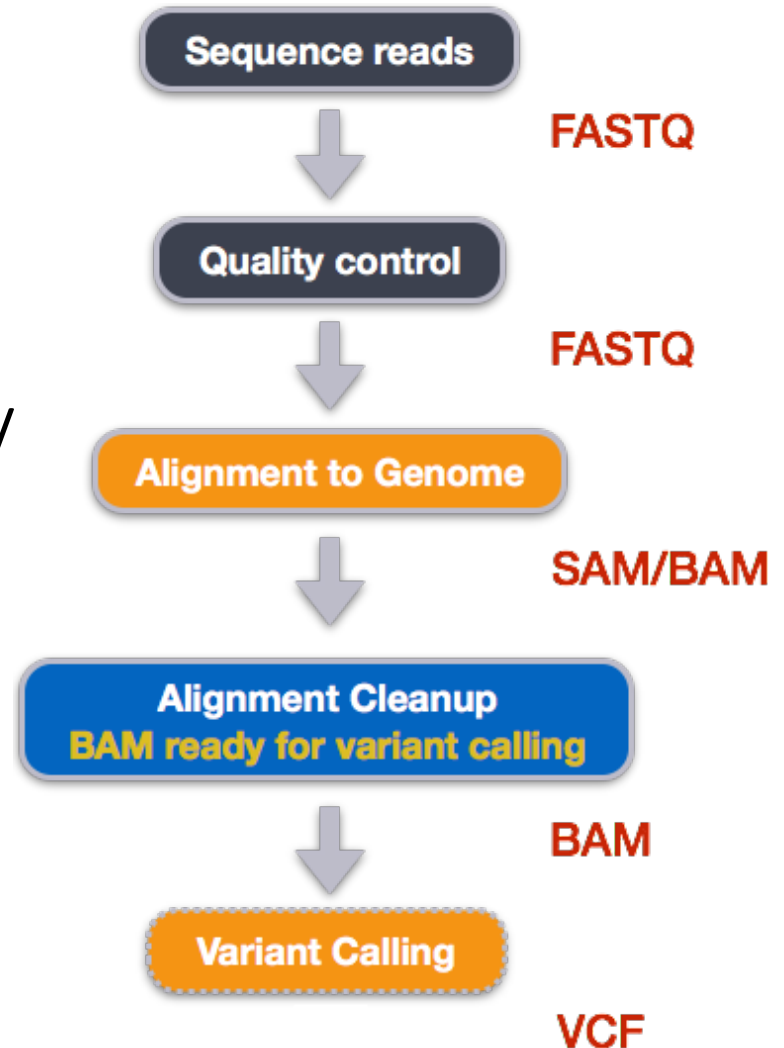 Sequence reads
FASTQ
Quality control
FASTQ
/
Alignment to Genome
SAM/BAM
Alignment Cleanup
BAM ready for variant calling
BAM
Variant Calling
VCF